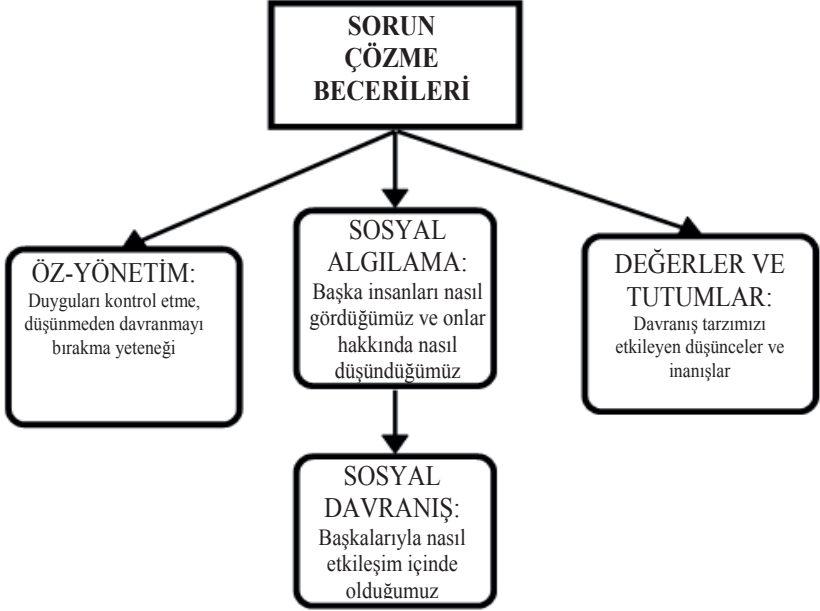 SORUN
ÇÖZME
BECERİLERİ
ÖZ-YÖNETİM:
Duyguları kontrol etme,
düşünmeden davranmayı
bırakma yeteneği
SOSYAL
ALGILAMA:
Başka insanları nasıl
gördüğümüz ve onlar
hakkında nasıl
düşündüğümüz
DEĞERLER VE
TUTUMLAR:
Davranış tarzımızı
etkileyen düşünceler ve
inanışlar
SOSYAL
DAVRANIŞ:
Başkalarıyla nasıl
etkileşim içinde
olduğumuz